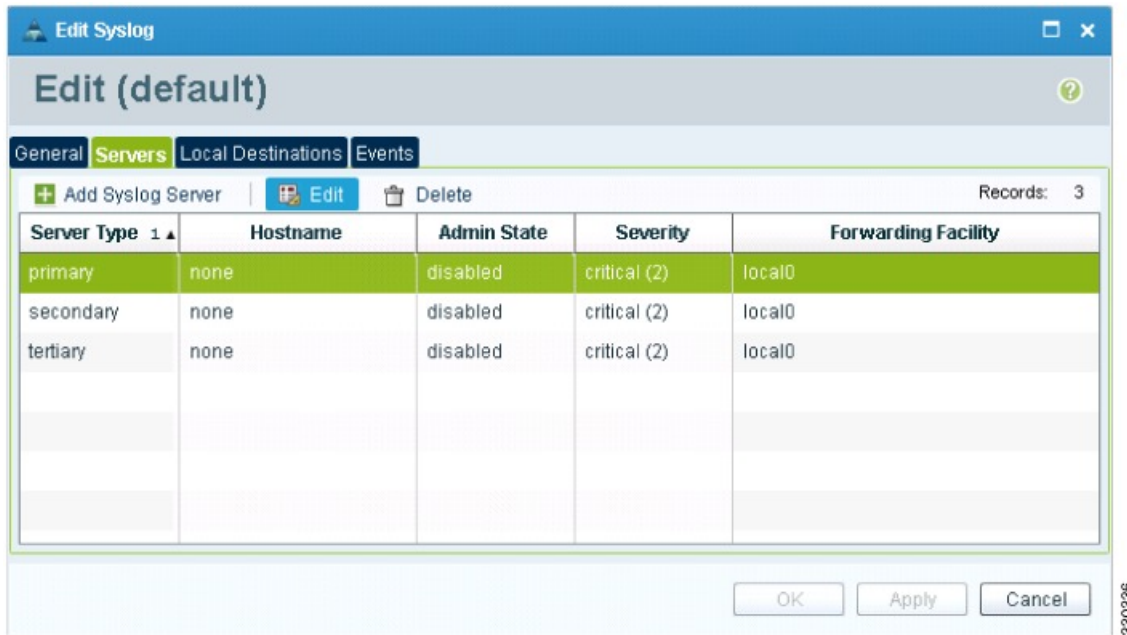 Edit Syslog
Edit (default)
General Servers Local Destinations Events
Add Syslog Server Edit Delete Records: 3
Server Type 1 Hostname Admin State Severity Forwarding Facility
primary none disabled critical (2) local0
secondary none disabled critical (2) local0
tertiary none disabled critical (2) local0
OK Apply Cancel